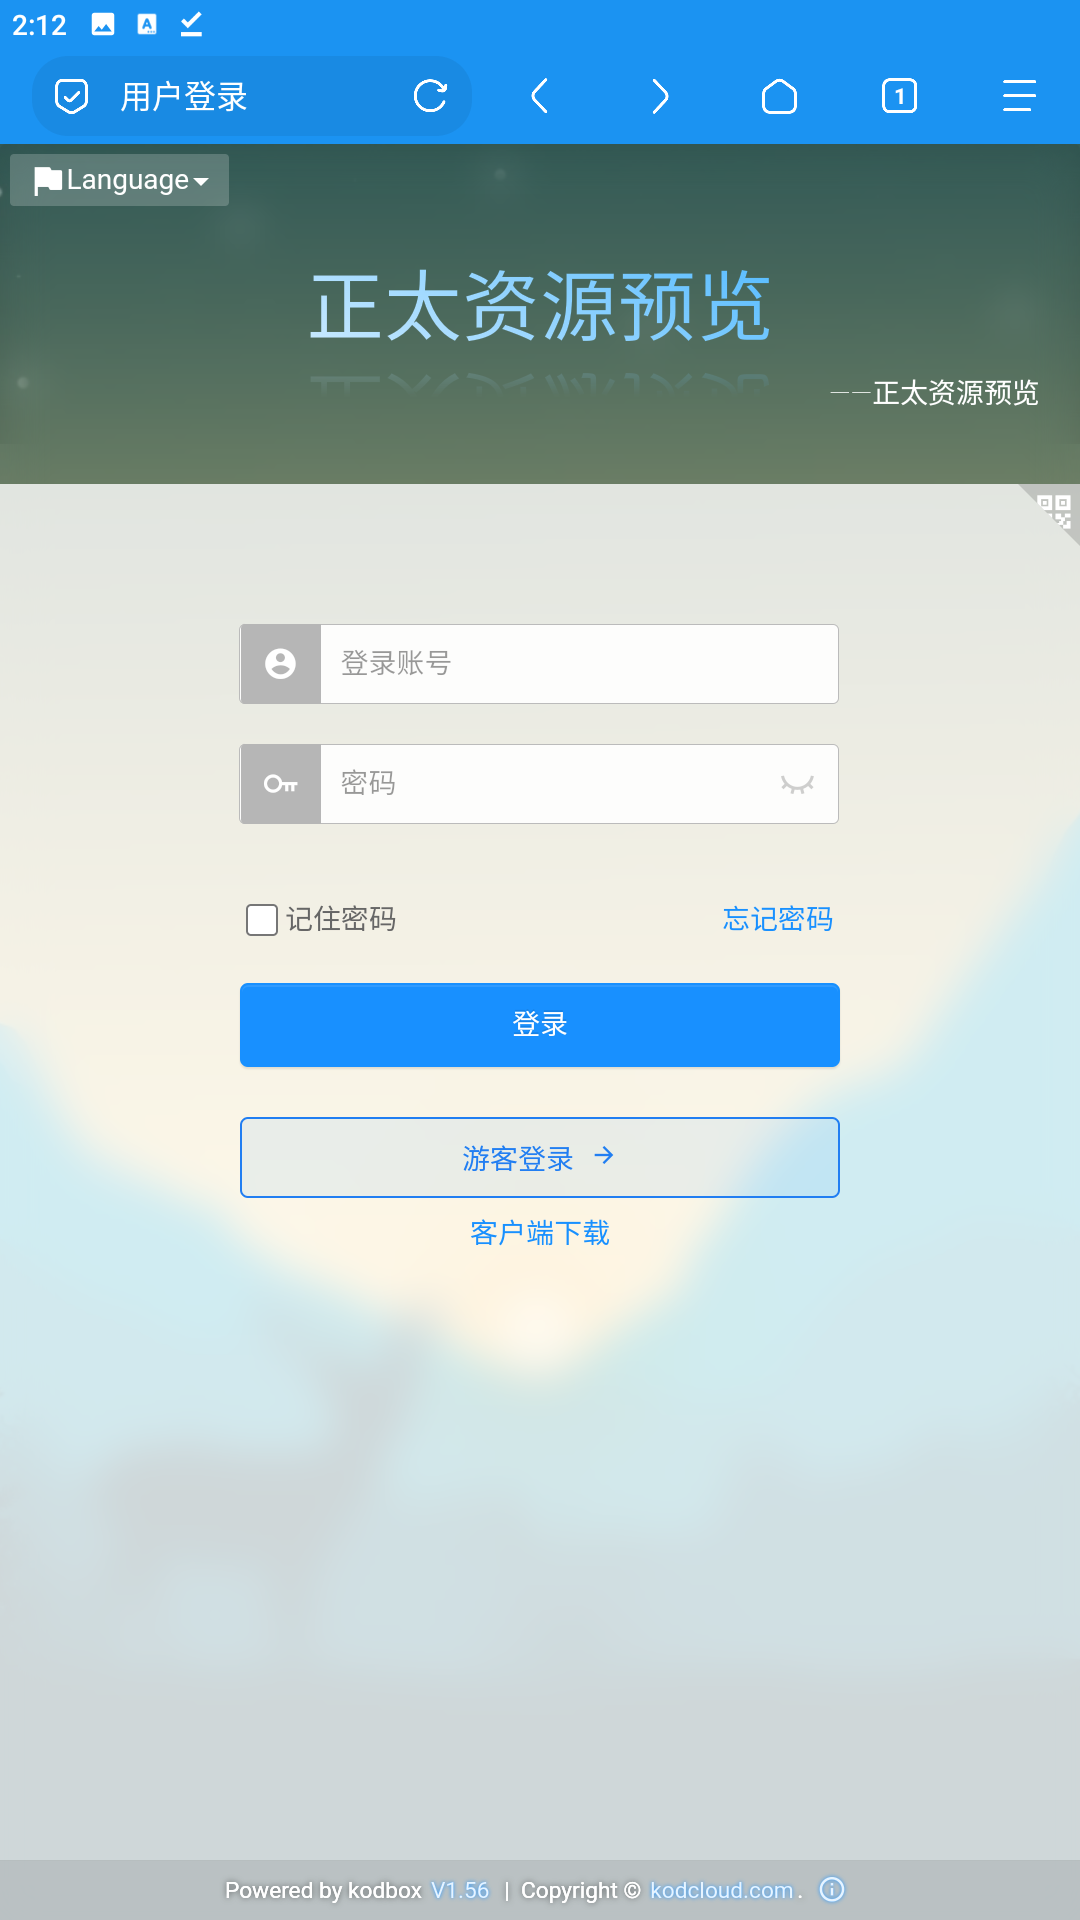 2:12
用户登录
1
Language
正太资源预览
——正太资源预览
登录账号
密码
记住密码
忘记密码
登录
游客登录
客户端下载
Powered by kodbox V1.56 | Copyright © kodcloud.com.